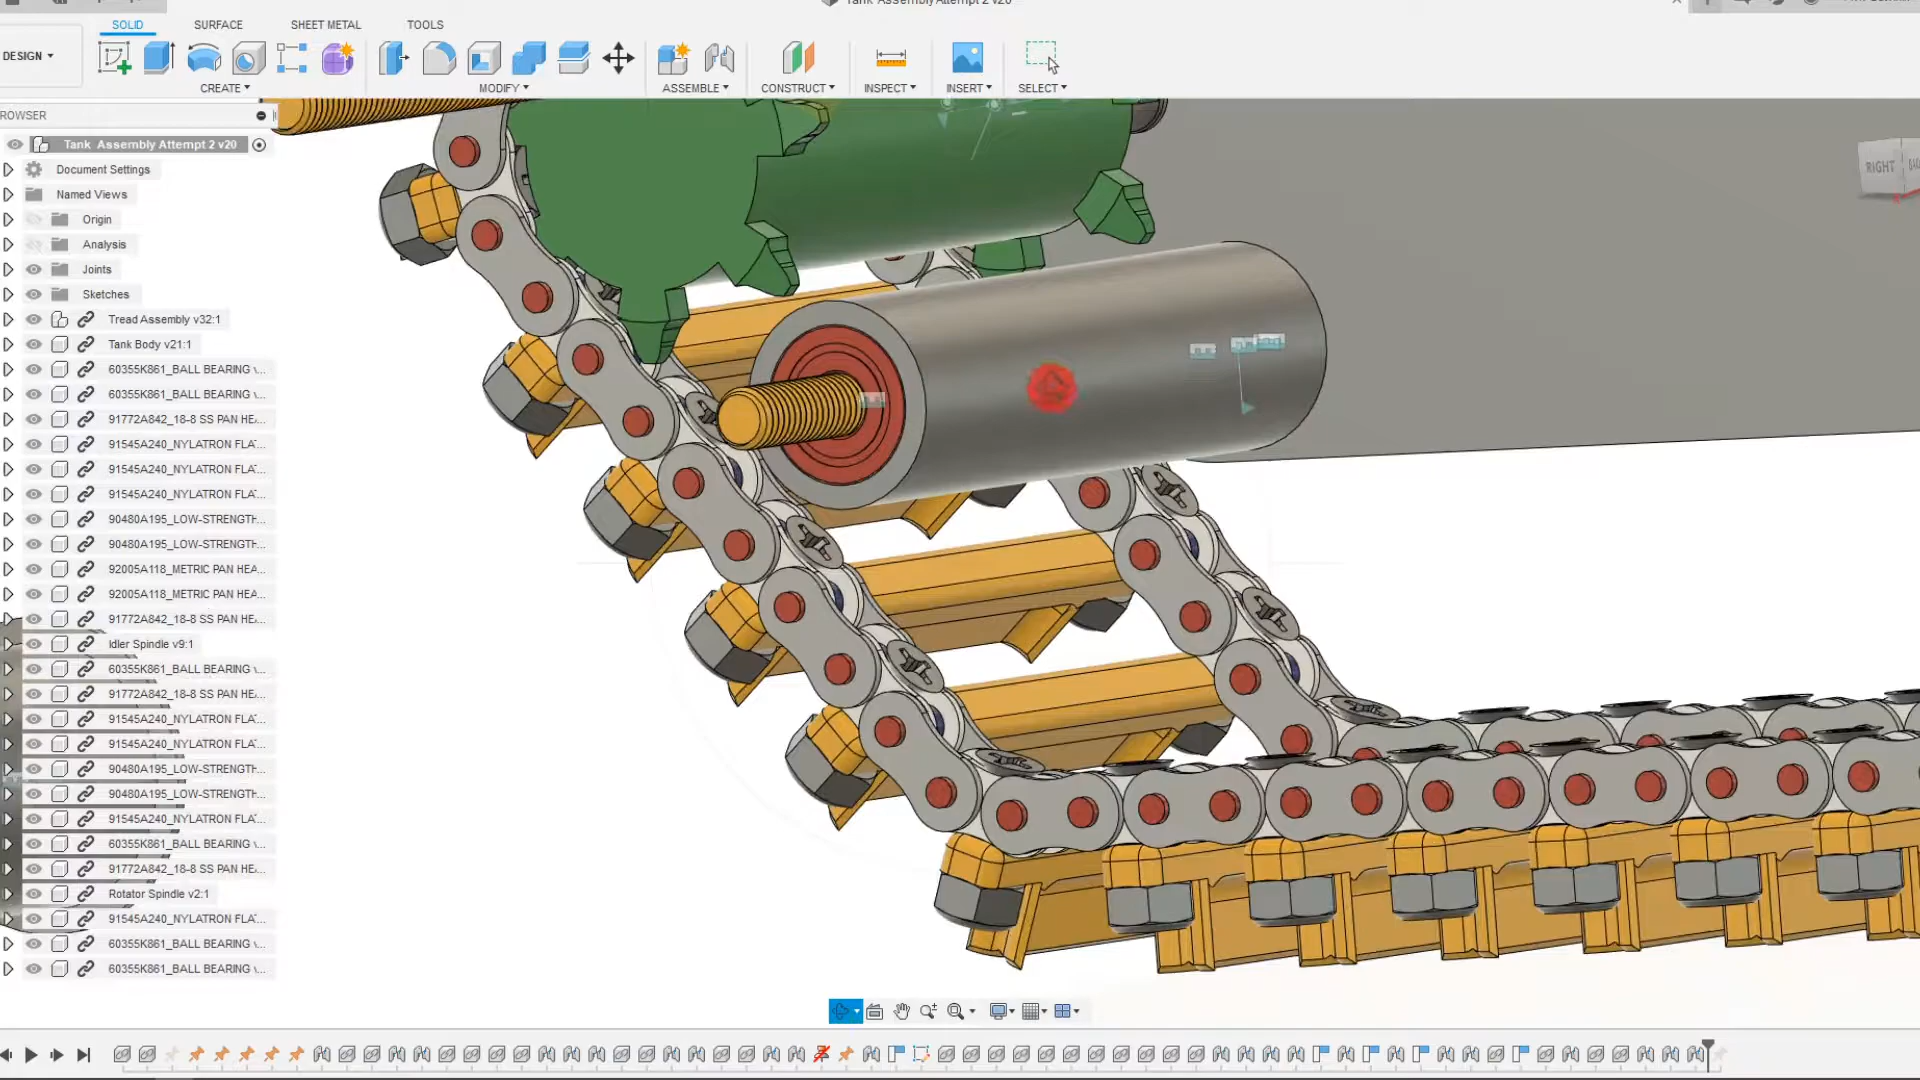 Tank Assembly Attempt 2 v20
SOLID
SURFACE
SHEET METAL
TOOLS
DESIGN
CREATE
MODIFY
ASSEMBLE
CONSTRUCT
INSPECT
INSERT
SELECT
ROWSER
Tank Assembly Attempt 2 v20
Document Settings
Named Views
Origin
Analysis
Joints
Sketches
Tread Assembly v32:1
Tank Body v21:1
60355K861_BALL BEARING v...
60355K861_BALL BEARING v...
91772A842_18-8 SS PAN HE...
91545A240_NYLATRON FLA...
91545A240_NYLATRON FLA...
91545A240_NYLATRON FLA...
90480A195_LOW-STRENGTH...
90480A195_LOW-STRENGTH...
92005A118_METRIC PAN HEA...
92005A118_METRIC PAN HEA...
91772A842_18-8 SS PAN HE...
Idler Spindle v9:1
60355K861_BALL BEARING v...
91772A842_18-8 SS PAN HE...
91545A240_NYLATRON FLA...
91545A240_NYLATRON FLA...
90480A195_LOW-STRENGTH...
90480A195_LOW-STRENGTH...
91545A240_NYLATRON FLA...
60355K861_BALL BEARING v...
91772A842_18-8 SS PAN HE...
Rotator Spindle v2:1
91545A240_NYLATRON FLA...
60355K861_BALL BEARING v...
60355K861_BALL BEARING v...
RIGHT